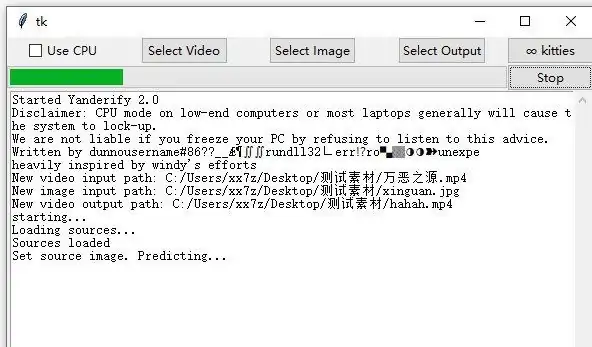 tk
Use CPU
Select Video
Select Image
Select Output
∞ kitties
Stop
Started Yanderify 2.0
Disclaimer: CPU mode on low-end computers or most laptops generally will cause t
he system to lock-up.
We are not liable if you freeze your PC by refusing to listen to this advice.
Written by dunnousername#86??__rundll32 err!?ro unexpe
heavily inspired by windy's efforts
New video input path: C:/Users/xx7z/Desktop/测试素材/万恶之源.mp4
New image input path: C:/Users/xx7z/Desktop/测试素材/xinguan.jpg
New video output path: C:/Users/xx7z/Desktop/测试素材/hahah.mp4
starting...
Loading sources...
Sources loaded
Set source image. Predicting...